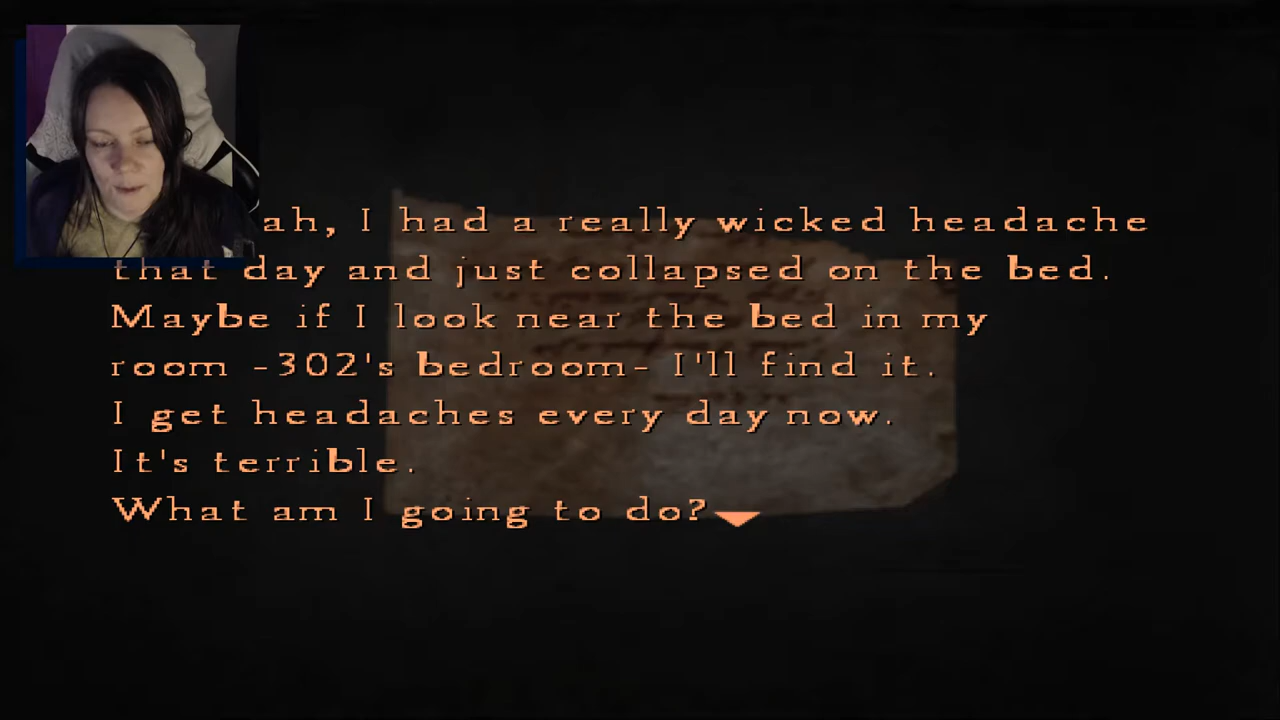 ah, I had a really wicked headache
that day and just collapsed on the bed.
Maybe if I look near the bed in my
room -302's bedroom- I'll find it.
I get headaches every day now.
It's terrible.
What am I going to do?